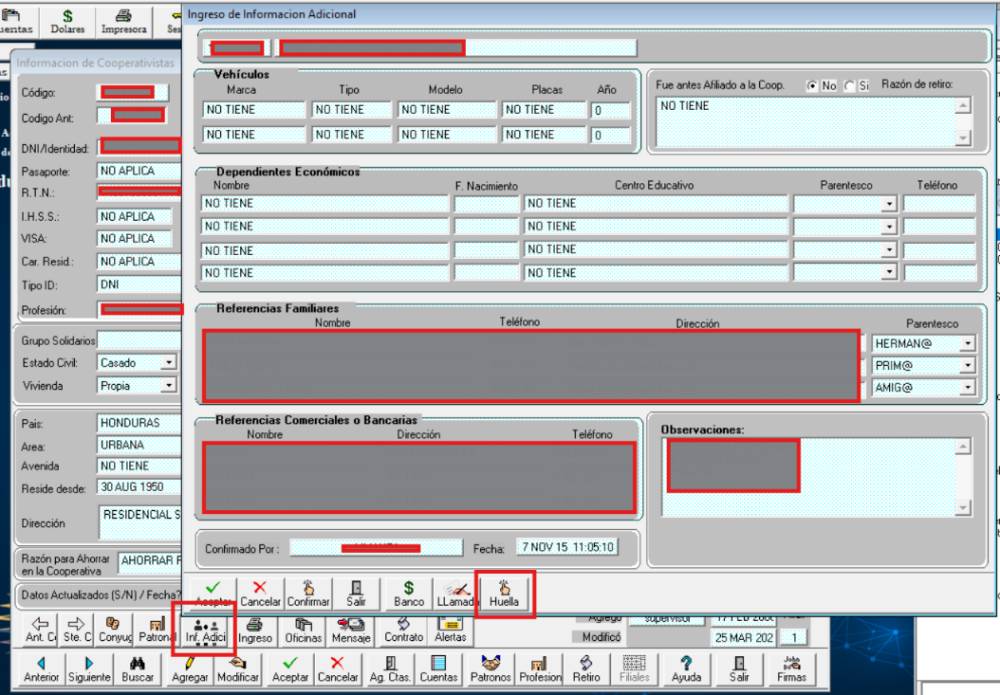 Ingreso de Informacion Adicional
Dolares
Impresora
Informacion de Cooperativistas
Código:
Codigo Ant:
DNI/Identidad:
Pasaporte: NO APLICA
R.T.N.:
I.H.S.S.: NO APLICA
VISA: NO APLICA
Car. Resid.: NO APLICA
Tipo ID: DNI
Profesión:
Grupo Solidarios
Estado Civil: Casado
Vivienda Propia
Pais: HONDURAS
Area: URBANA
Avenida NO TIENE
Reside desde: 30 AUG 1950
Dirección RESIDENCIAL S
Razón para Ahorrar
en la Cooperativa AHORRAR
Datos Actualizados (S/N) / Fecha?
Vehículos
Marca Tipo Modelo Placas Año
NO TIENE NO TIENE NO TIENE NO TIENE 0
NO TIENE NO TIENE NO TIENE NO TIENE 0
Fue antes Afiliado a la Coop. No Si Razón de retiro:
NO TIENE
Dependientes Económicos
Nombre F. Nacimiento Centro Educativo Parentesco Teléfono
NO TIENE NO TIENE
NO TIENE NO TIENE
NO TIENE NO TIENE
NO TIENE NO TIENE
Referencias Familiares
Nombre Teléfono Dirección Parentesco
HERMAN@
PRIM@
AMIG@
Referencias Comerciales o Bancarias
Nombre Dirección Teléfono
Observaciones:
Confirmado Por : Fecha: 7 NOV 15 11:05:10
Aceptar Cancelar Confirmar Salir Banco LLamada Huella
Agregó supervisor
Modificó 25 MAR 202 1
Ant. C Ste. C Conyug Patrona Inf. Adici Ingreso Oficinas Mensaje Contrato Alertas
Anterior Siguiente Buscar Agregar Modificar Aceptar Cancelar Ag. Ctas. Cuentas Patronos Profesion Retiro Filiales Ayuda Salir Firmas